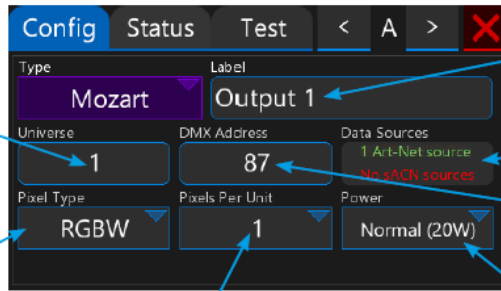 Config Status Test < A >
Type Label
Mozart Output 1
Universe DMX Address Data Sources
1 87 1 Art-Net source
No sACN sources
Pixel Type Pixels Per Unit Power
RGBW 1 Normal (20W)